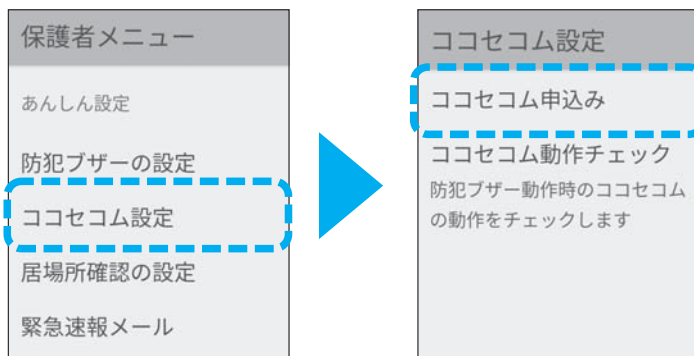 保護者メニュー
あんしん設定
防犯ブザーの設定
ココセコム設定
居場所確認の設定
緊急速報メール
ココセコム設定
ココセコム申込み
ココセコム動作チェック
防犯ブザー動作時のココセコム
の動作をチェックします